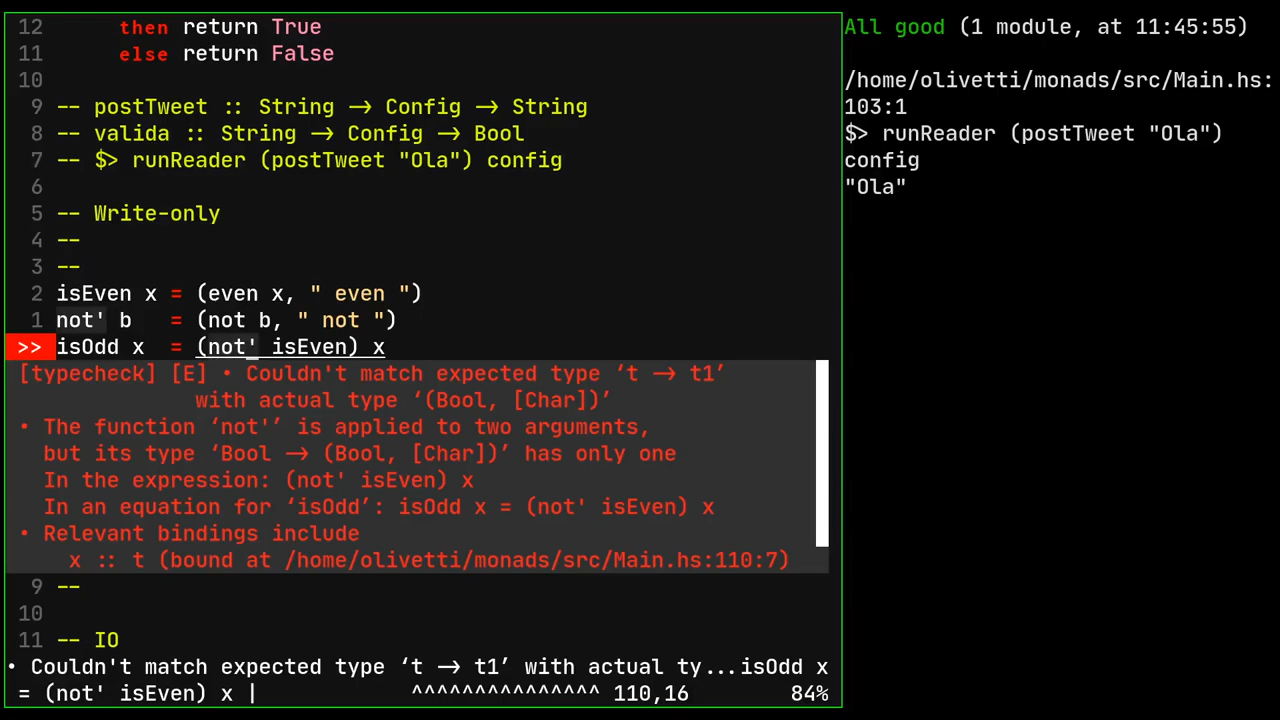 12      then return True
11      else return False
10
9 -- postTweet :: String → Config → String
8 -- valida :: String → Config → Bool
7 -- $> runReader (postTweet "Ola") config
6
5 -- Write-only
4 --
3 --
2 isEven x = (even x, " even ")
1 not' b   = (not b, " not ")
>> isOdd x  = (not' isEven) x
[typecheck] [E] • Couldn't match expected type ‘t → t1’
with actual type ‘(Bool, [Char])’
• The function ‘not'’ is applied to two arguments,
but its type ‘Bool → (Bool, [Char])’ has only one
In the expression: (not' isEven) x
In an equation for ‘isOdd’: isOdd x = (not' isEven) x
• Relevant bindings include
x :: t (bound at /home/olivetti/monads/src/Main.hs:110:7)
9 --
10
11 -- IO
• Couldn't match expected type ‘t → t1’ with actual ty...isOdd x
= (not' isEven) x |               ^^^^^^^^^^^^^^^ 110,16          84%
All good (1 module, at 11:45:55)
/home/olivetti/monads/src/Main.hs:
103:1
$> runReader (postTweet "Ola")
config
"Ola"